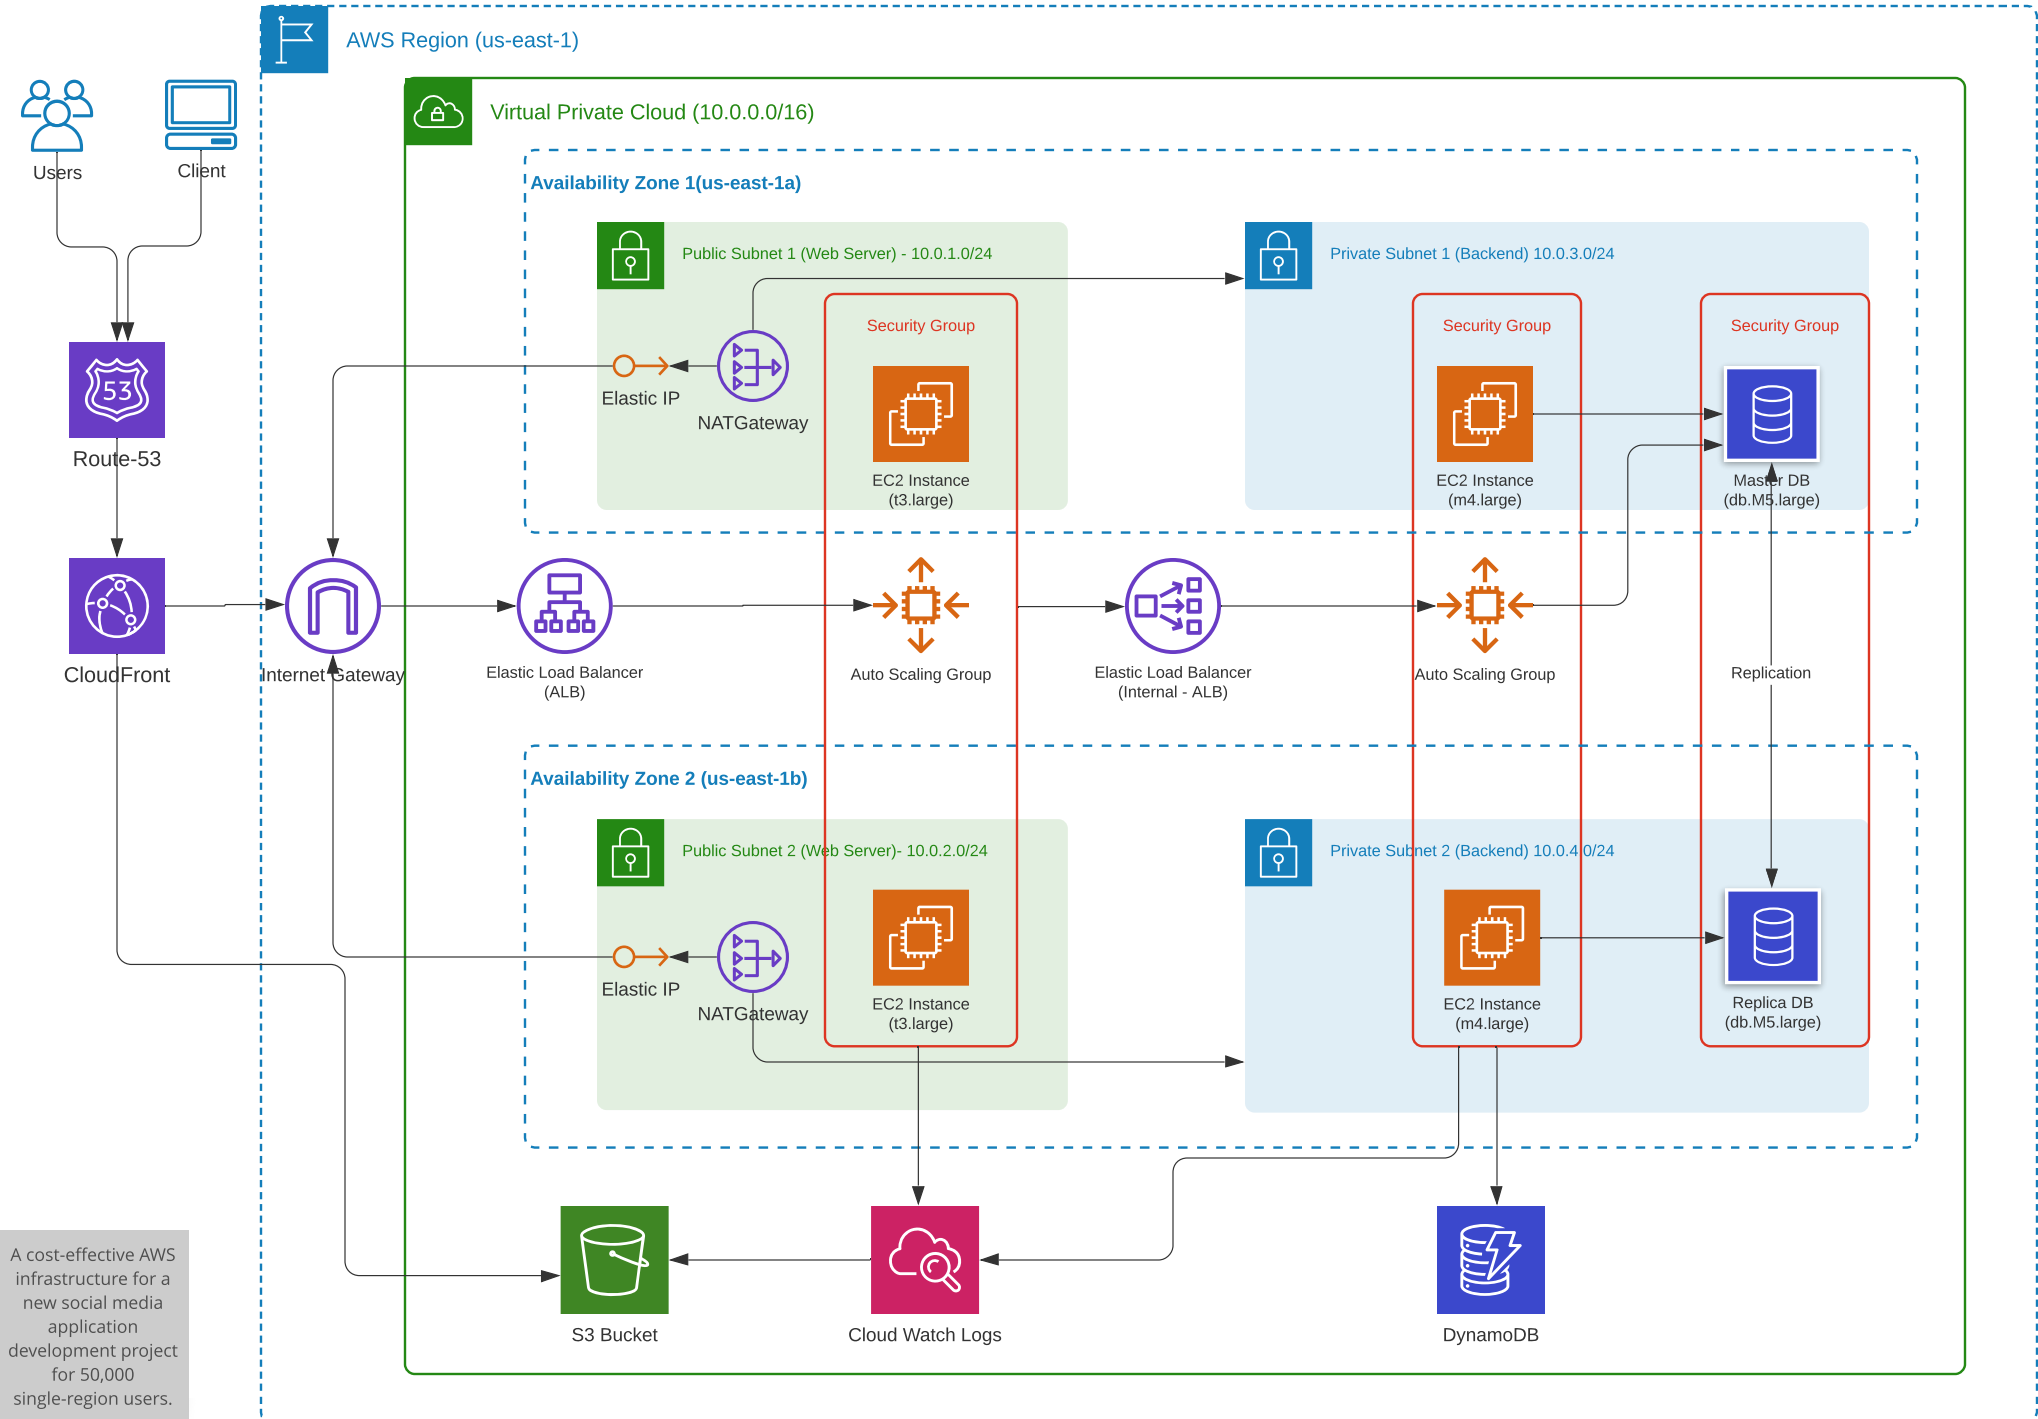 AWS Region (us-east-1)
Virtual Private Cloud (10.0.0.0/16)
Users
Client
Availability Zone 1(us-east-1a)
Public Subnet 1 (Web Server) - 10.0.1.0/24
Private Subnet 1 (Backend) 10.0.3.0/24
Security Group
Security Group
Security Group
53
Elastic IP
NATGateway
Route-53
EC2 Instance
(t3.large)
EC2 Instance
(m4.large)
Master DB
(db.M5.large)
CloudFront
Internet Gateway
Elastic Load Balancer
(ALB)
Auto Scaling Group
Elastic Load Balancer
(Internal - ALB)
Auto Scaling Group
Replication
Availability Zone 2 (us-east-1b)
Public Subnet 2 (Web Server)- 10.0.2.0/24
Private Subnet 2 (Backend) 10.0.4.0/24
Elastic IP
NATGateway
EC2 Instance
(t3.large)
EC2 Instance
(m4.large)
Replica DB
(db.M5.large)
S3 Bucket
Cloud Watch Logs
DynamoDB
A cost-effective AWS
infrastructure for a
new social media
application
development project
for 50,000
single-region users.